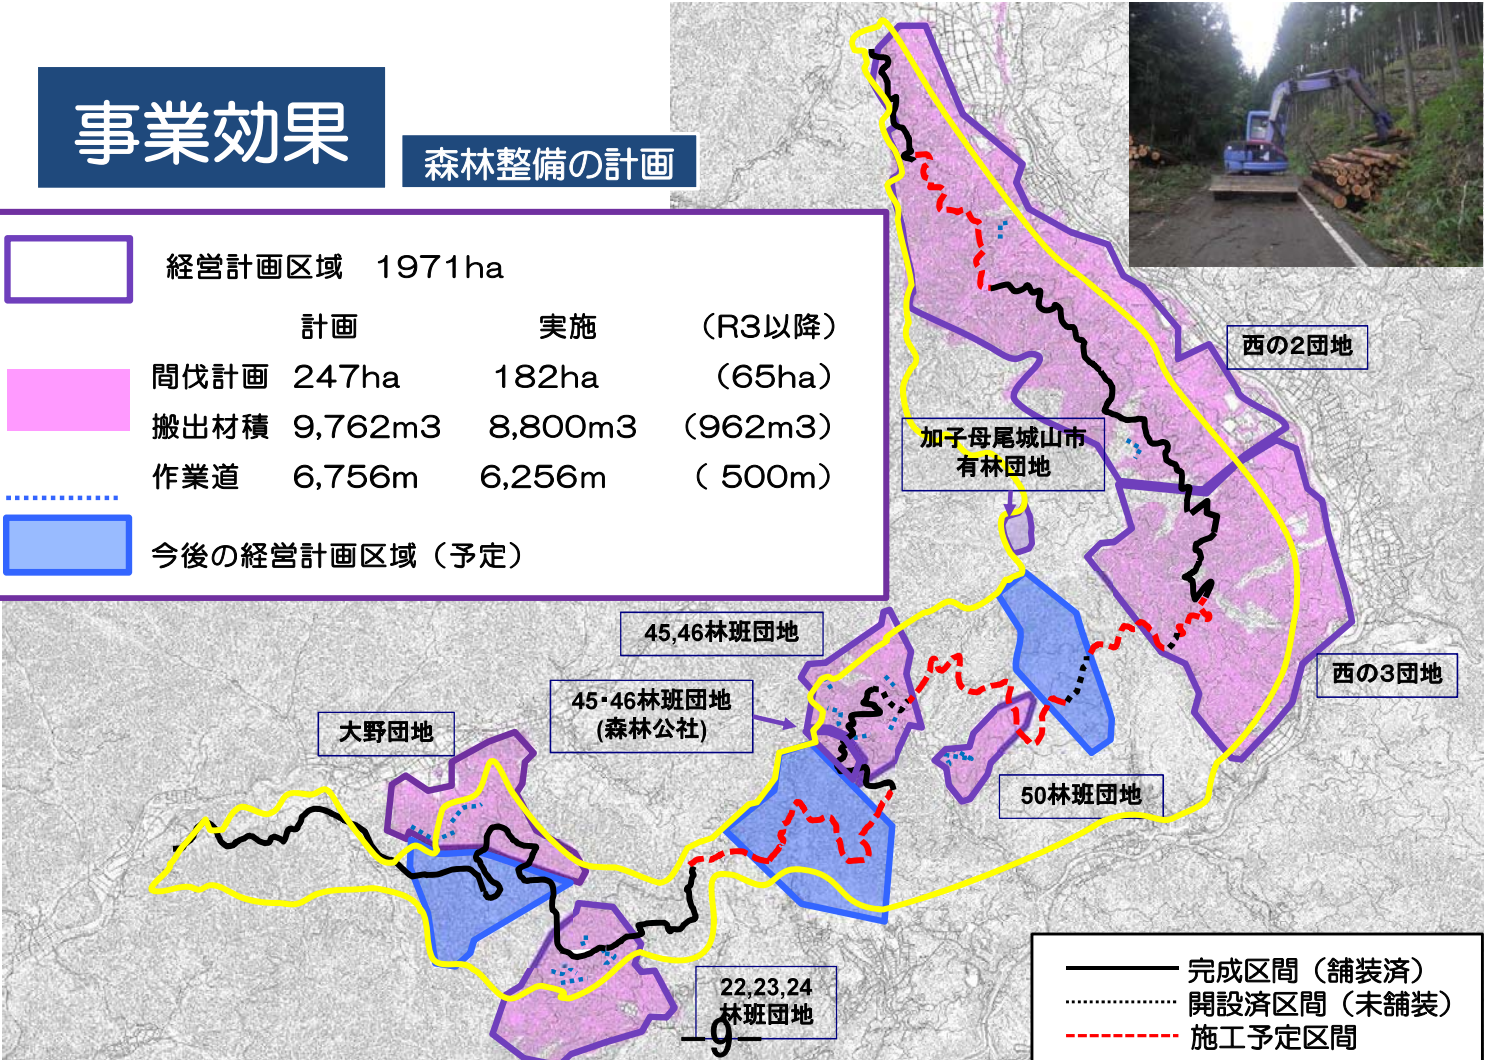 事業効果
森林整備の計画
経営計画区域 1971ha
計画 実施 （R3以降）
間伐計画 247ha 182ha （65ha）
搬出材積 9,762m3 8,800m3 （962m3）
作業道 6,756m 6,256m （ 500m）
今後の経営計画区域（予定）
西の2団地
加子母尾城山市
有林団地
45,46林班団地
西の3団地
45・46林班団地
(森林公社)
大野団地
50林班団地
22,23,24
林班団地
完成区間（舗装済）
開設済区間（未舗装）
施工予定区間
－9－